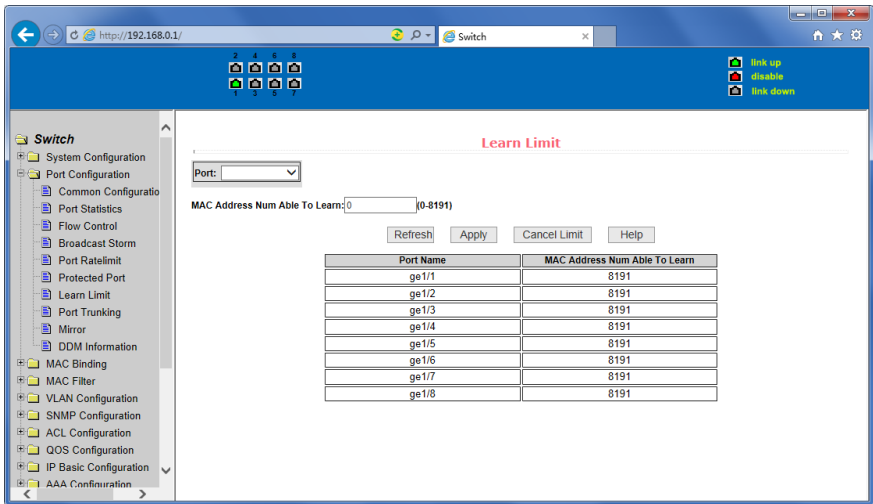 http://192.168.0.1/
Switch
2 4 6 8
1 3 5 7
link up
disable
link down
Switch
System Configuration
Port Configuration
Common Configuratio
Port Statistics
Flow Control
Broadcast Storm
Port Ratelimit
Protected Port
Learn Limit
Port Trunking
Mirror
DDM Information
MAC Binding
MAC Filter
VLAN Configuration
SNMP Configuration
ACL Configuration
QOS Configuration
IP Basic Configuration
AAA Configuration
Learn Limit
Port:
MAC Address Num Able To Learn: 0 (0-8191)
Refresh Apply Cancel Limit Help
Port Name MAC Address Num Able To Learn
ge1/1 8191
ge1/2 8191
ge1/3 8191
ge1/4 8191
ge1/5 8191
ge1/6 8191
ge1/7 8191
ge1/8 8191